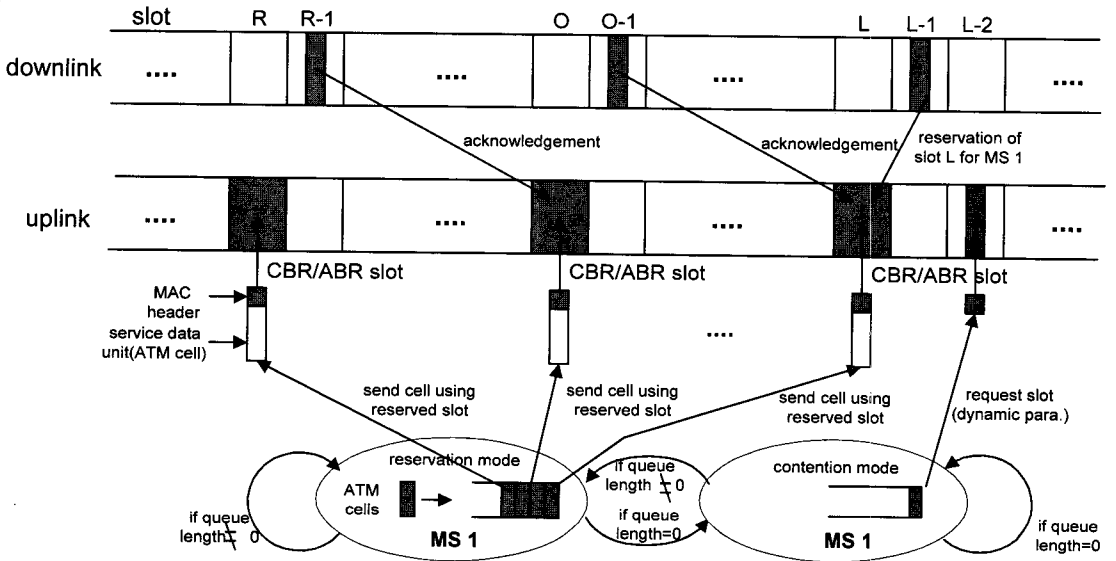 slot R R-1 O O-1 L L-1 L-2
downlink .... .... .... ....
acknowledgement
acknowledgement
reservation of
slot L for MS 1
uplink .... .... .... ....
CBR/ABR slot
CBR/ABR slot
CBR/ABR slot
MAC
header
service data
unit(ATM cell)
....
send cell using
reserved slot
send cell using
reserved slot
send cell using
reserved slot
request slot
(dynamic para.)
reservation mode
ATM
cells
MS 1
if queue
length≠ 0
if queue
length ≠ 0
if queue
length=0
contention mode
MS 1
if queue
length=0